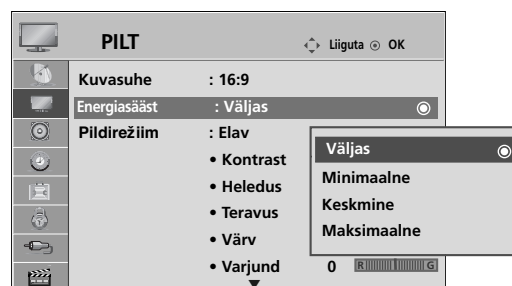 PILT Liiguta OK
Kuvasuhe : 16:9
Energiasääst : Väljas
Pildirežiim : Elav
• Kontrast
• Heledus
• Teravus
• Värv
• Varjund 0 R G
Väljas
Minimaalne
Keskmine
Maksimaalne